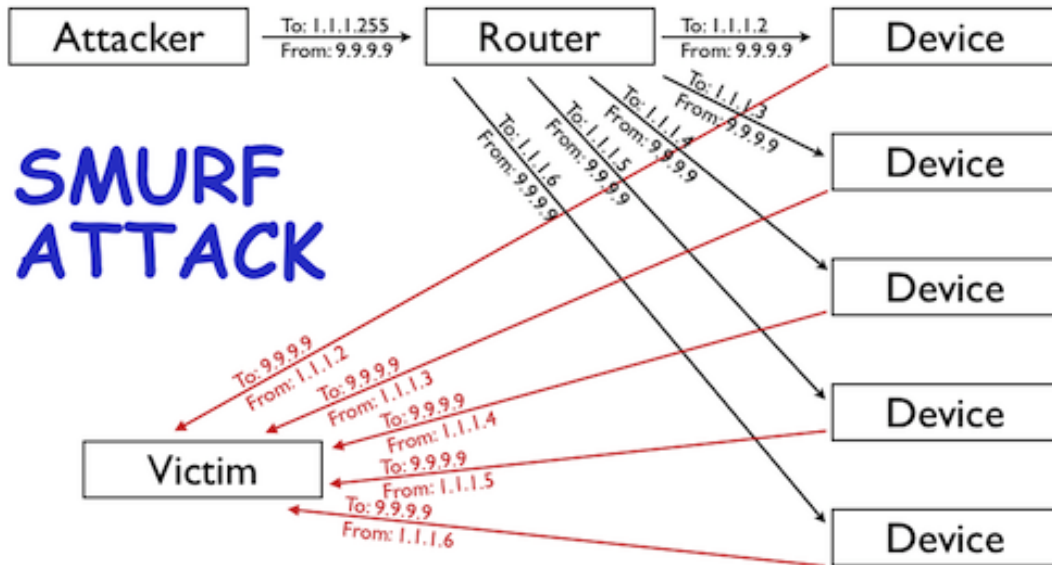 Attacker
To: 1.1.1.255
From: 9.9.9.9
Router
To: 1.1.1.2
From: 9.9.9.9
Device
To: 1.1.1.3
From: 9.9.9.9
To: 1.1.1.4
From: 9.9.9.9
To: 1.1.1.5
From: 9.9.9.9
To: 1.1.1.6
From: 9.9.9.9
Device
SMURF
ATTACK
Device
To: 9.9.9.9
From: 1.1.1.2
To: 9.9.9.9
From: 1.1.1.3
To: 9.9.9.9
From: 1.1.1.4
Device
Victim
To: 9.9.9.9
From: 1.1.1.5
To: 9.9.9.9
From: 1.1.1.6
Device